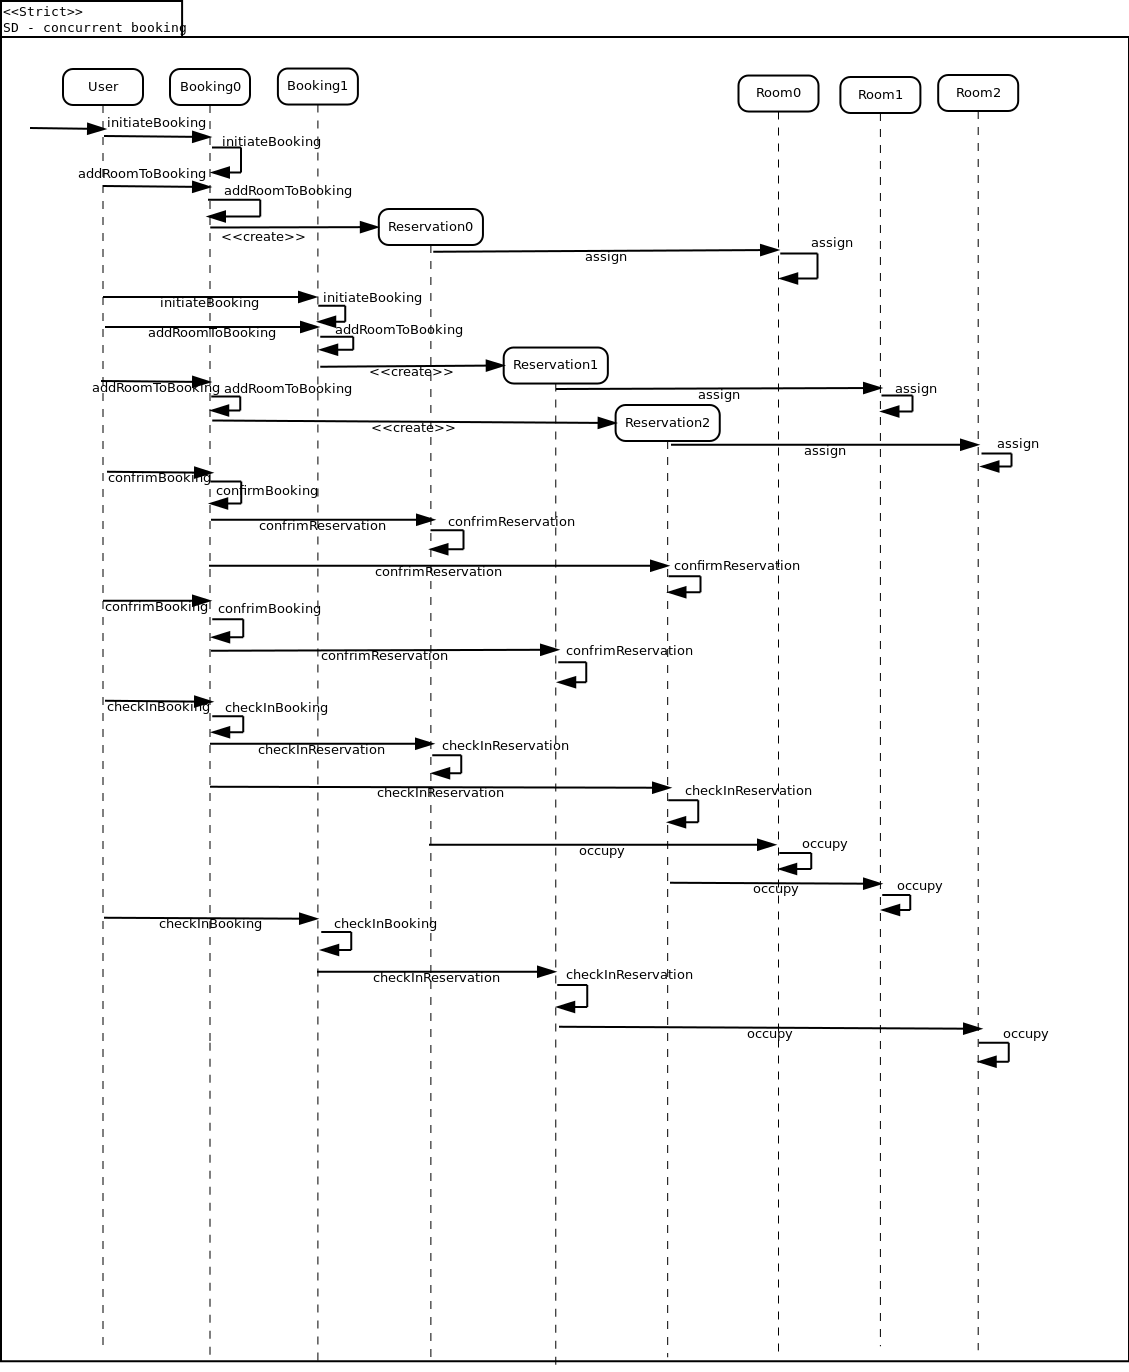 <<Strict>>
SD - concurrent booking
User
Booking0
Booking1
Room0
Room1
Room2
initiateBooking
initiateBooking
addRoomToBooking
addRoomToBooking
Reservation0
<<create>>
assign
assign
initiateBooking
initiateBooking
addRoomToBooking
addRoomToBooking
Reservation1
<<create>>
addRoomToBooking
addRoomToBooking
assign
assign
Reservation2
<<create>>
assign
assign
confrimBooking
confirmBooking
confrimReservation
confrimReservation
confrimReservation
confirmReservation
confrimBooking
confrimBooking
confrimReservation
confrimReservation
checkInBooking
checkInBooking
checkInReservation
checkInReservation
checkInReservation
checkInReservation
occupy
occupy
occupy
occupy
checkInBooking
checkInBooking
checkInReservation
checkInReservation
occupy
occupy